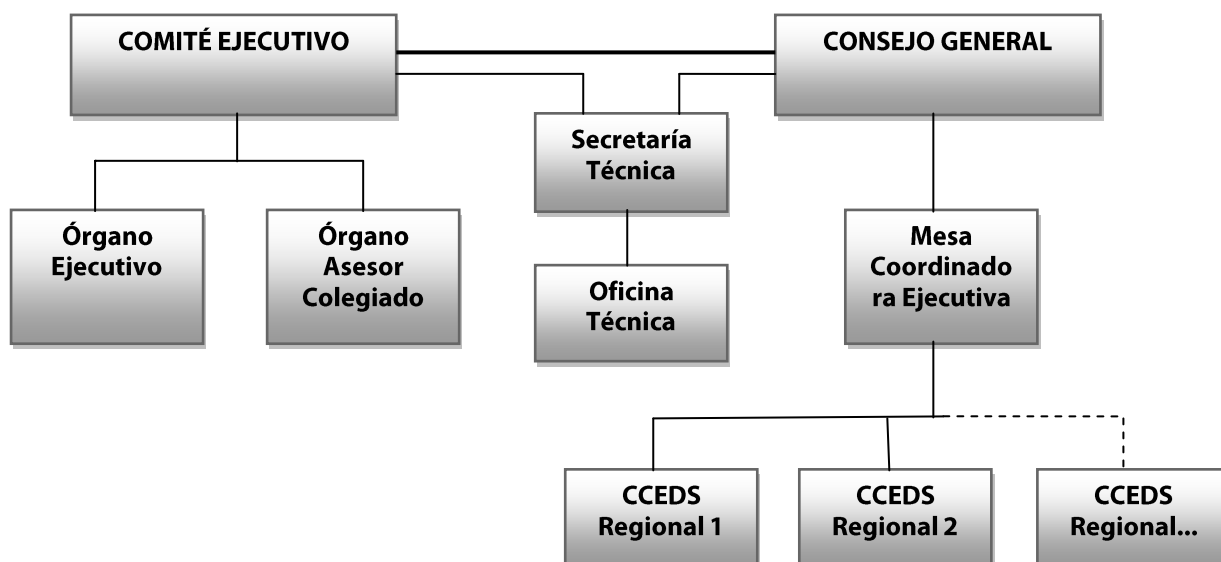 COMITÉ EJECUTIVO
CONSEJO GENERAL
Secretaría
Técnica
Órgano
Ejecutivo
Órgano
Asesor
Colegiado
Oficina
Técnica
Mesa
Coordinado
ra Ejecutiva
CCEDS
Regional 1
CCEDS
Regional 2
CCEDS
Regional...